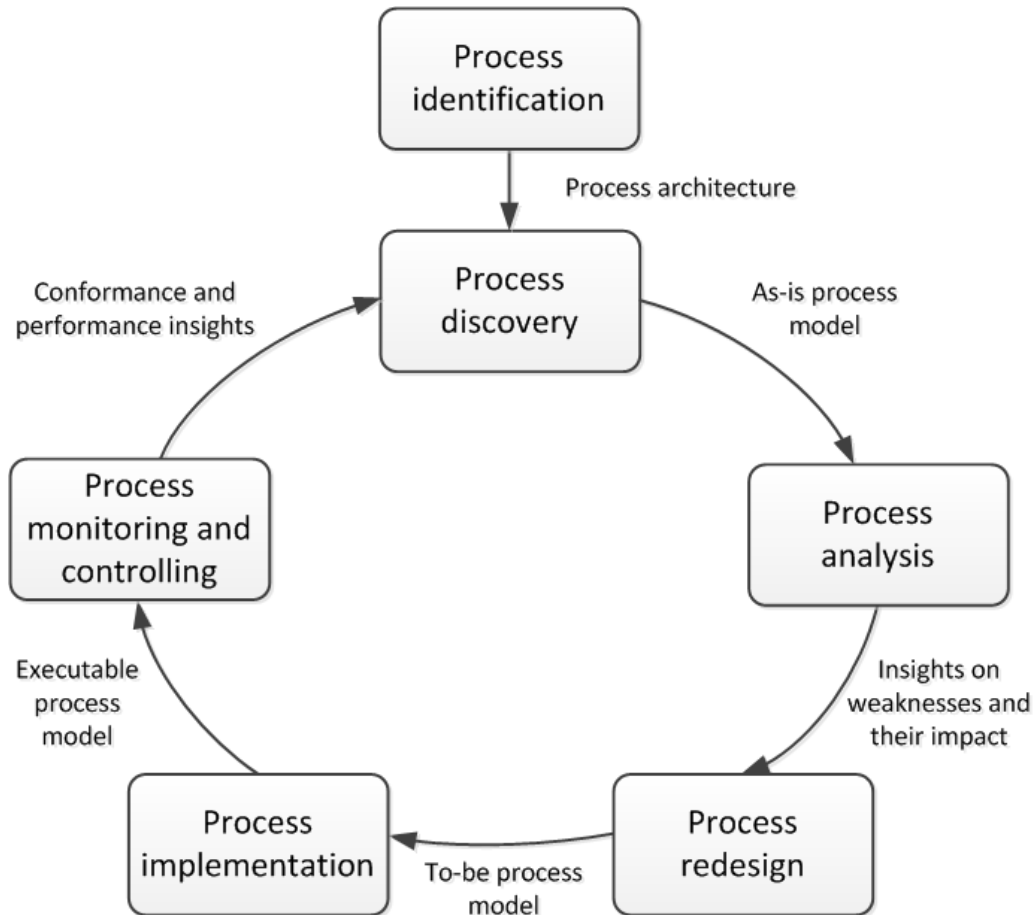 Process
identification
Process architecture
Process
discovery
As-is process
model
Process
analysis
Insights on
weaknesses and
their impact
Process
redesign
To-be process
model
Process
implementation
Executable
process
model
Process
monitoring and
controlling
Conformance and
performance insights